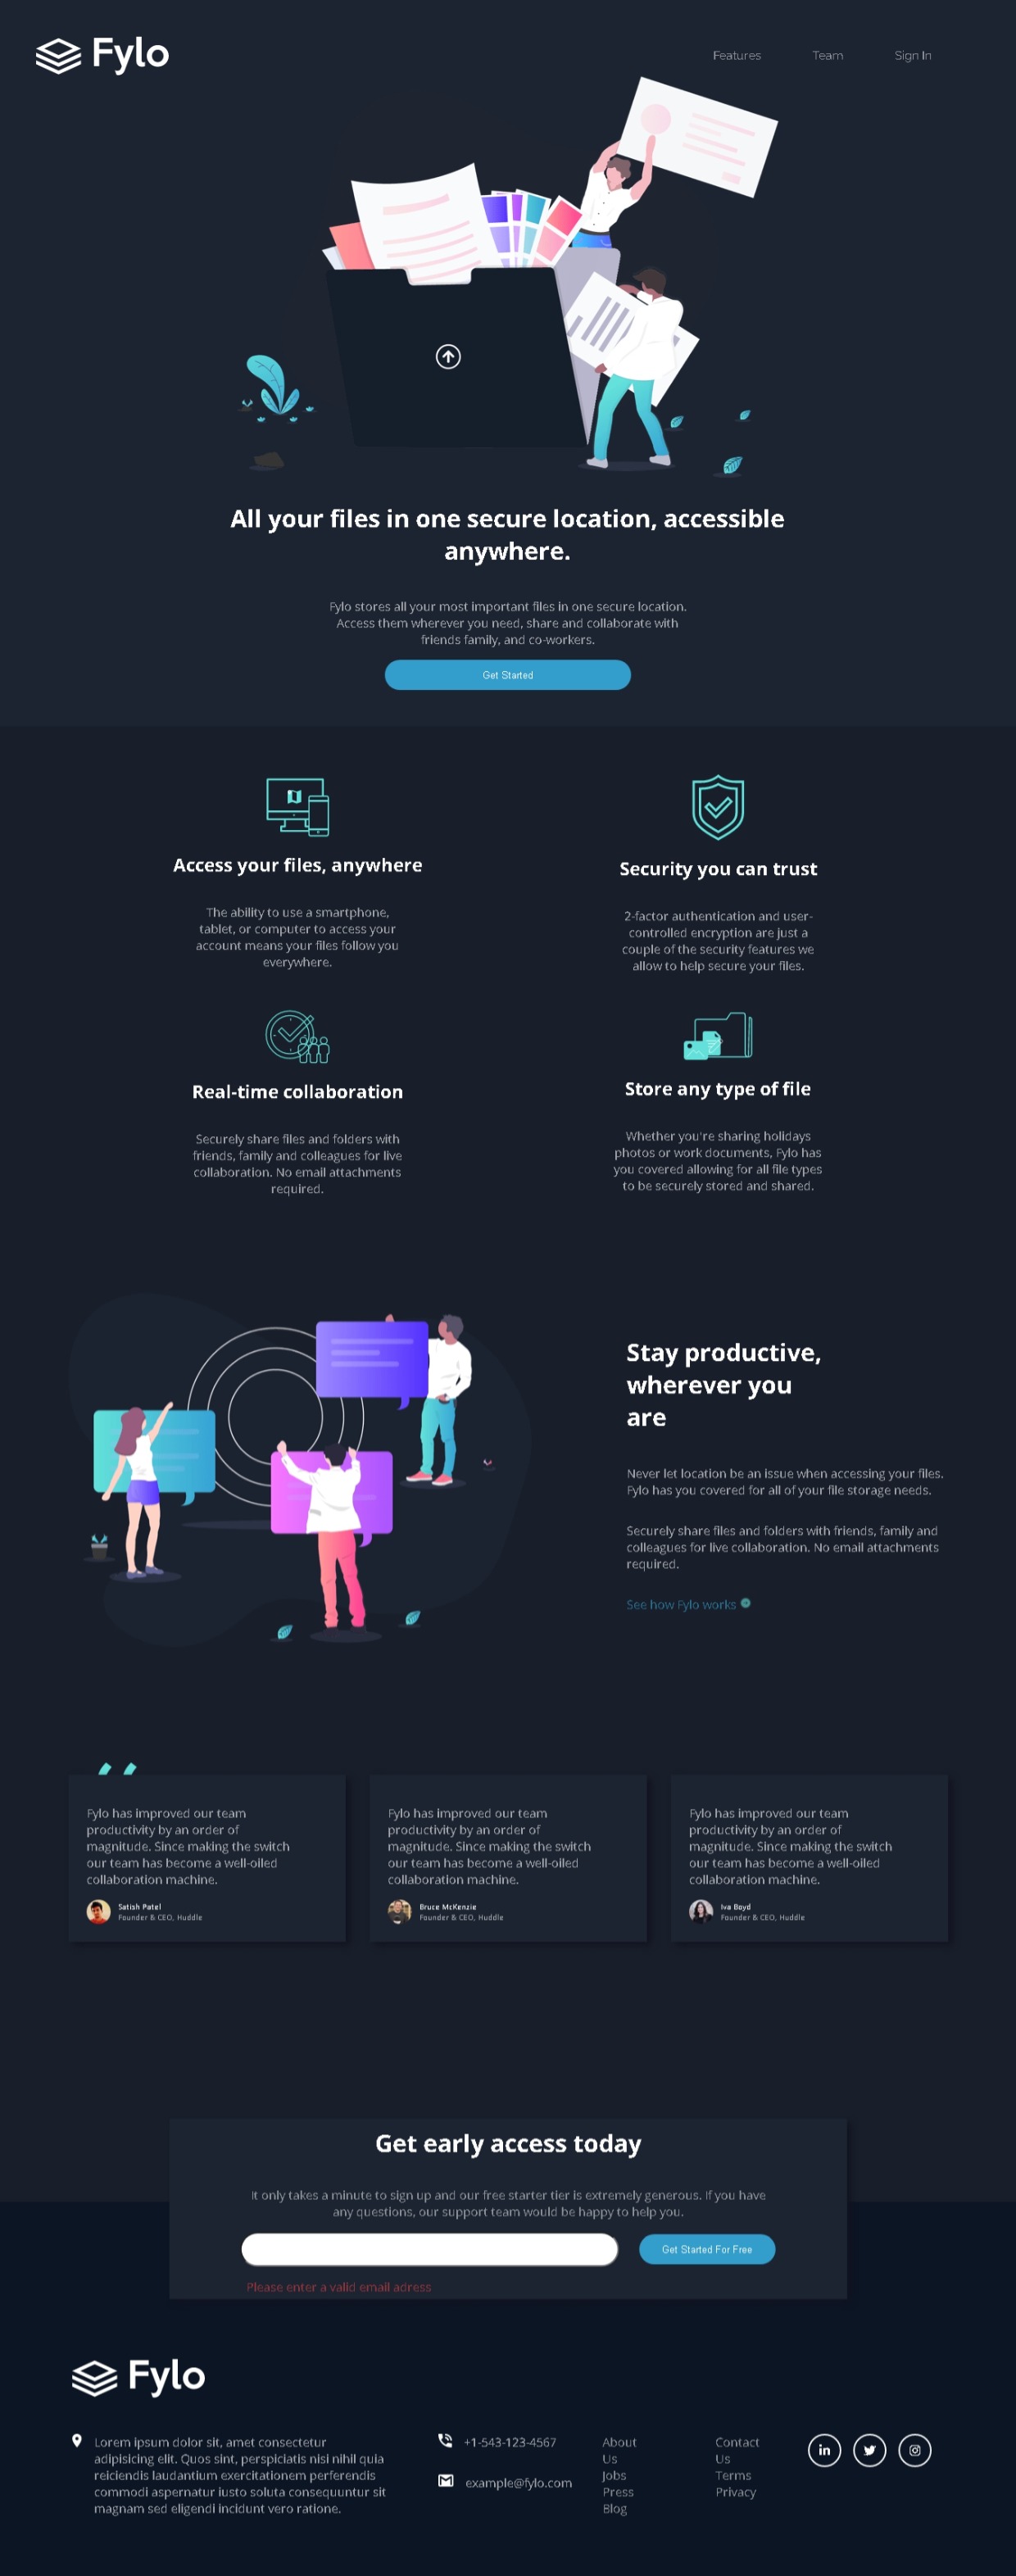 Fylo
Features
Team
Sign In
All your files in one secure location, accessible
anywhere.
Fylo stores all your most important files in one secure location.
Access them wherever you need, share and collaborate with
friends family, and co-workers.
Get Started
Access your files, anywhere
The ability to use a smartphone,
tablet, or computer to access your
account means your files follow you
everywhere.
Security you can trust
2-factor authentication and user-
controlled encryption are just a
couple of the security features we
allow to help secure your files.
Real-time collaboration
Securely share files and folders with
friends, family and colleagues for live
collaboration. No email attachments
required.
Store any type of file
Whether you're sharing holidays
photos or work documents, Fylo has
you covered allowing for all file types
to be securely stored and shared.
Stay productive,
wherever you
are
Never let location be an issue when accessing your files.
Fylo has you covered for all of your file storage needs.
Securely share files and folders with friends, family and
colleagues for live collaboration. No email attachments
required.
See how Fylo works
Fylo has improved our team
productivity by an order of
magnitude. Since making the switch
our team has become a well-oiled
collaboration machine.
Satish Patel
Founder & CEO, Huddle
Fylo has improved our team
productivity by an order of
magnitude. Since making the switch
our team has become a well-oiled
collaboration machine.
Bruce McKenzie
Founder & CEO, Huddle
Fylo has improved our team
productivity by an order of
magnitude. Since making the switch
our team has become a well-oiled
collaboration machine.
Iva Boyd
Founder & CEO, Huddle
Get early access today
It only takes a minute to sign up and our free starter tier is extremely generous. If you have
any questions, our support team would be happy to help you.
Get Started For Free
Please enter a valid email adress
Fylo
Lorem ipsum dolor sit, amet consectetur
adipisicing elit. Quos sint, perspiciatis nisi nihil quia
reiciendis laudantium exercitationem perferendis
commodi aspernatur iusto soluta consequuntur sit
magnam sed eligendi incidunt vero ratione.
+1-543-123-4567
example@fylo.com
About
Us
Jobs
Press
Blog
Contact
Us
Terms
Privacy
in